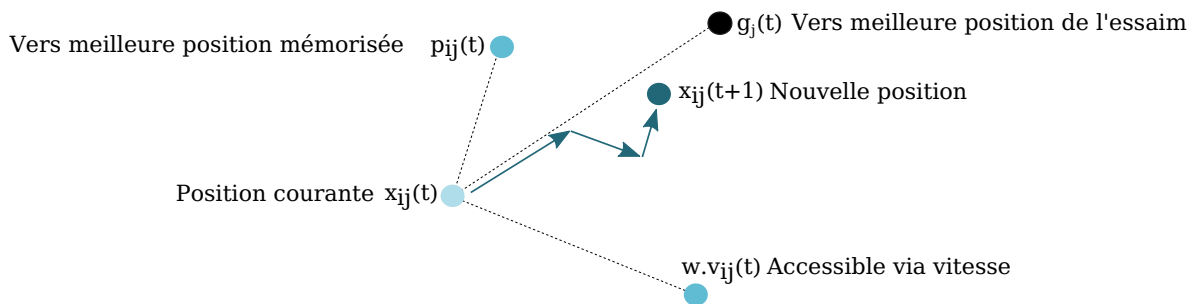 g_j(t) Vers meilleure position de l'essaim
Vers meilleure position mémorisée p_ij(t)
x_ij(t+1) Nouvelle position
Position courante x_ij(t)
w.v_ij(t) Accessible via vitesse